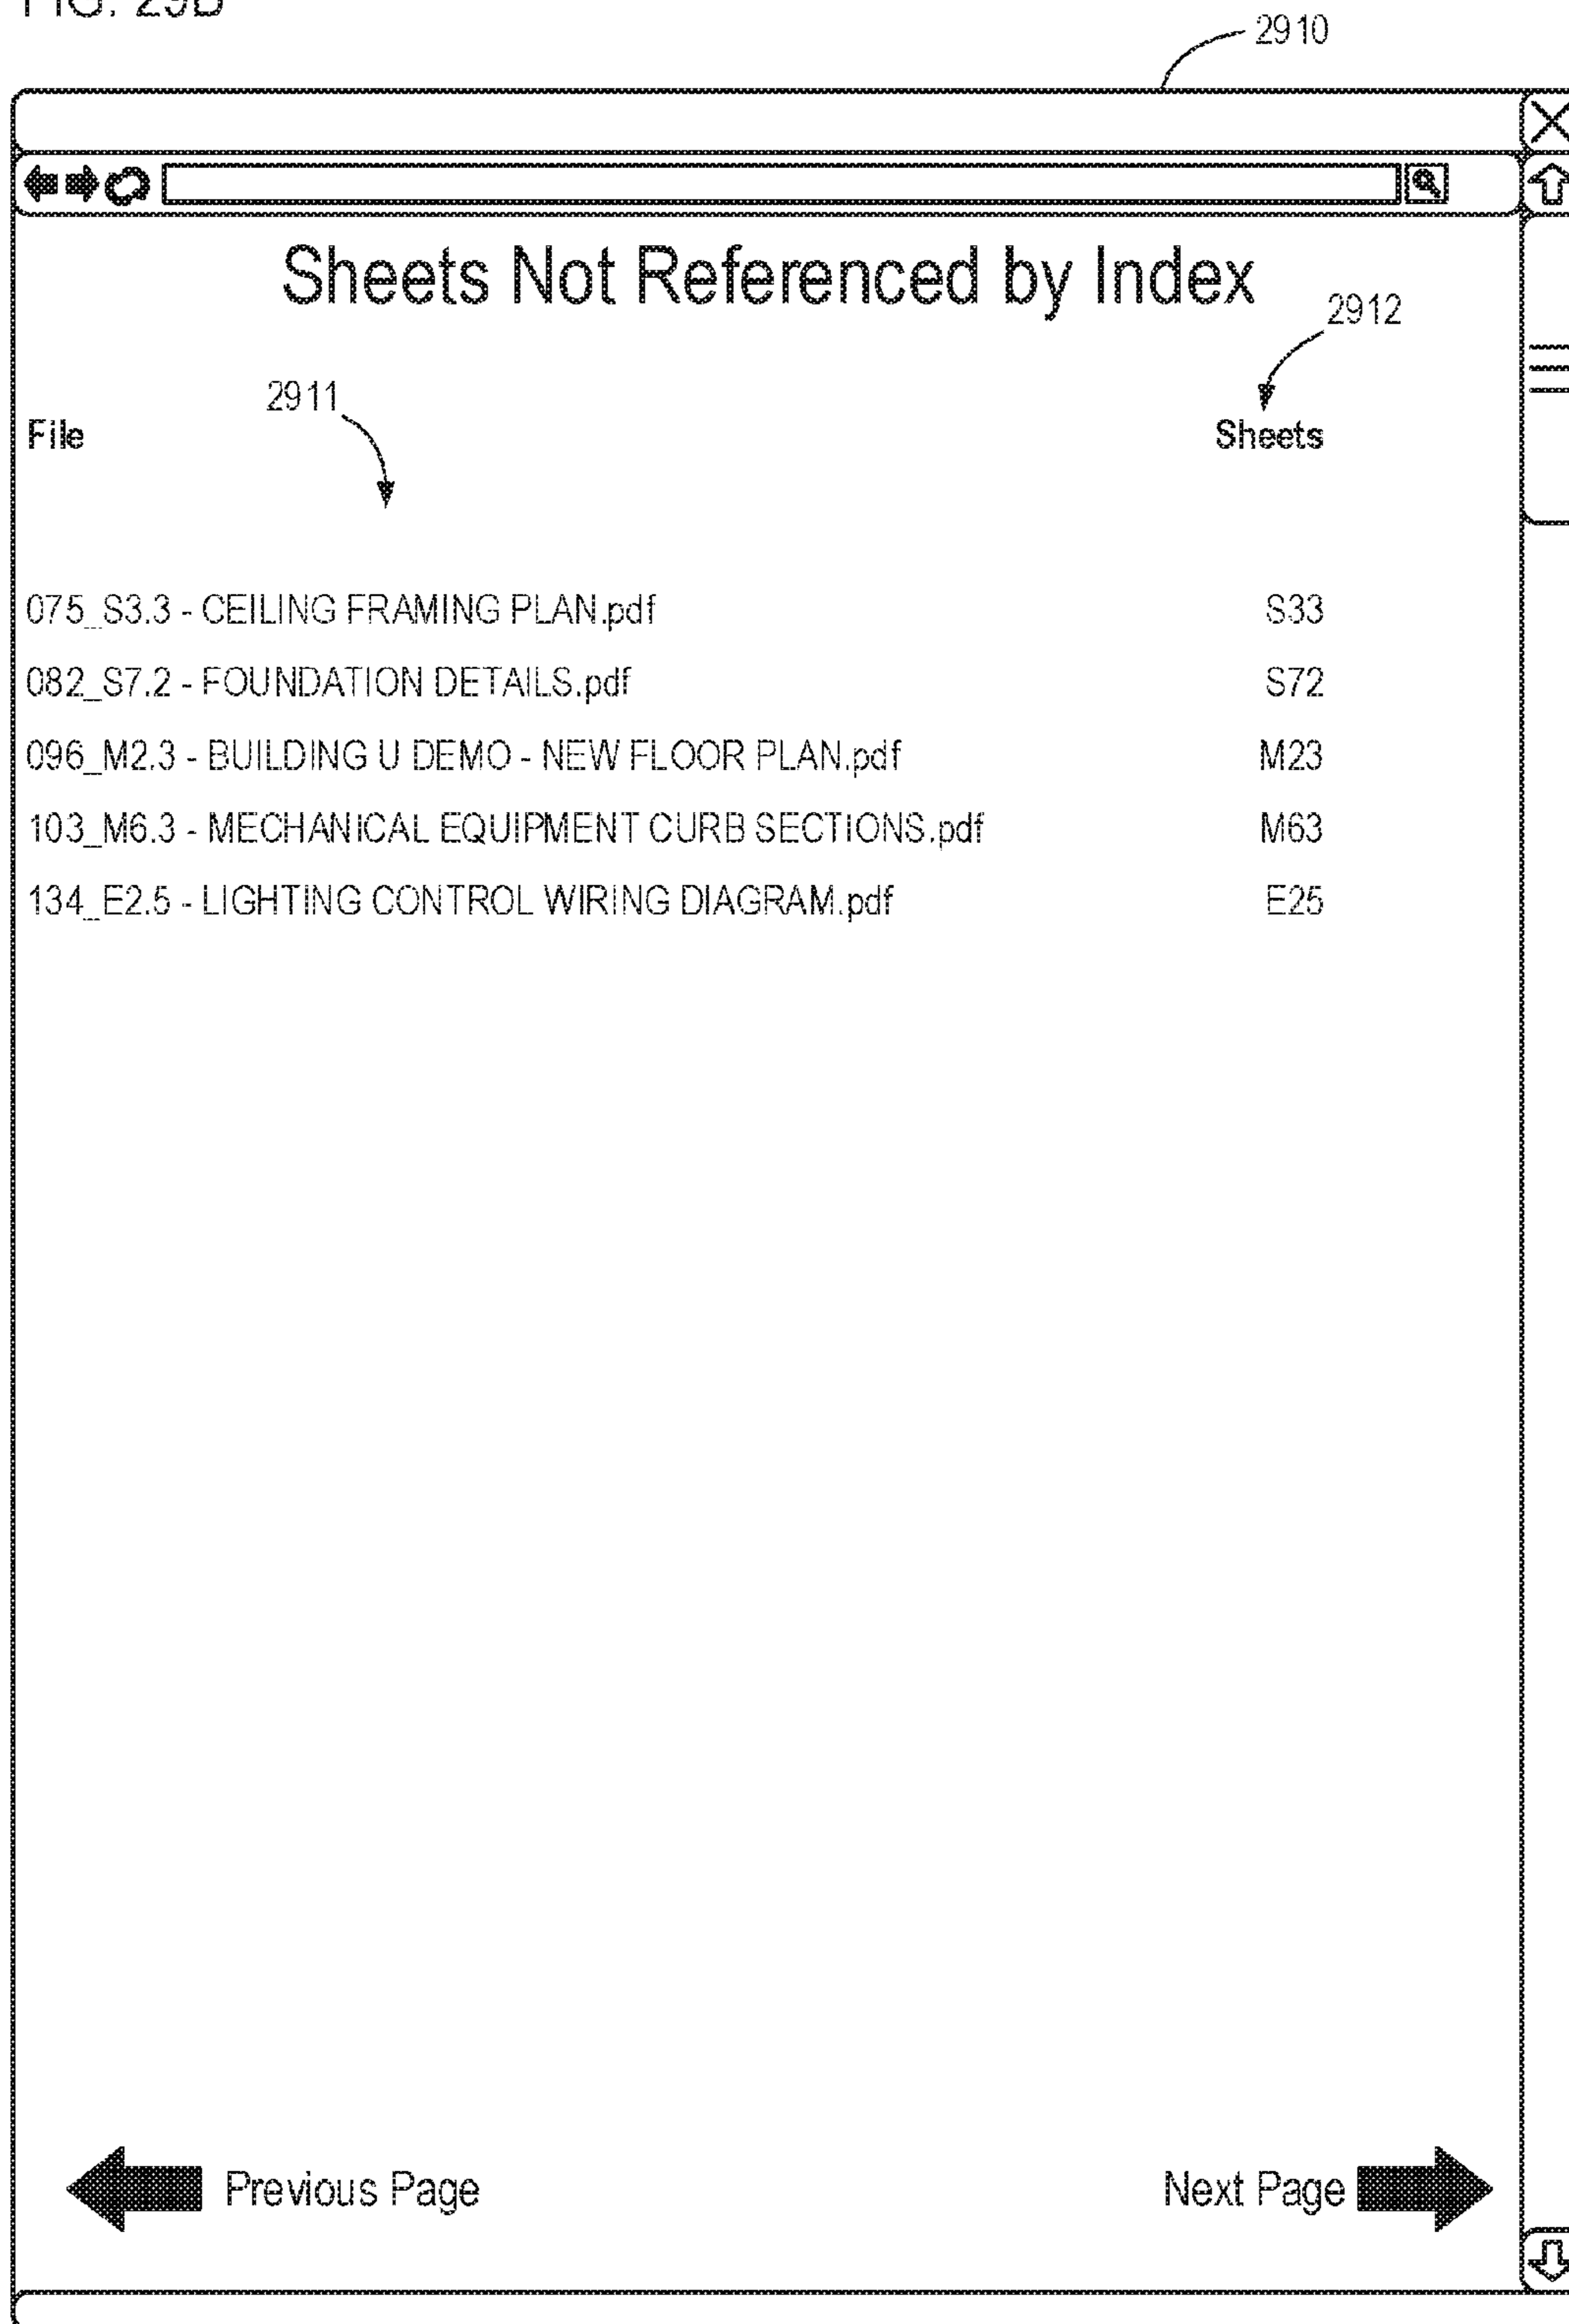 FIG. 29B
2910
Sheets Not Referenced by Index
2912
2911
File Sheets
075_S3.3 - CEILING FRAMING PLAN.pdf S33
082_S7.2 - FOUNDATION DETAILS.pdf S72
096_M2.3 - BUILDING U DEMO - NEW FLOOR PLAN.pdf M23
103_M6.3 - MECHANICAL EQUIPMENT CURB SECTIONS.pdf M63
134_E2.5 - LIGHTING CONTROL WIRING DIAGRAM.pdf E25
Previous Page Next Page